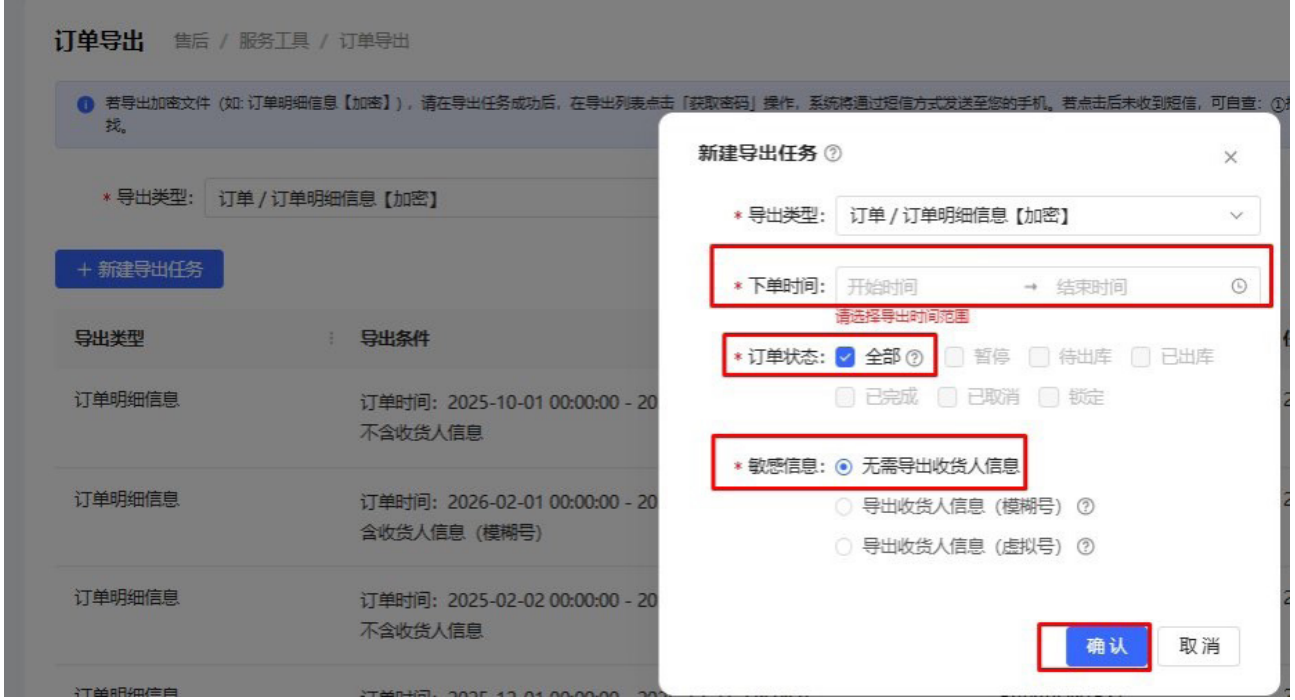 订单导出 售后 / 服务工具 / 订单导出
若导出加密文件（如: 订单明细信息【加密】），请在导出任务成功后，在导出列表点击「获取密码」操作，系统将通过短信方式发送至您的手机。若点击后未收到短信，可自查：①
找。
* 导出类型： 订单 / 订单明细信息【加密】
+ 新建导出任务
导出类型 导出条件
订单明细信息 订单时间：2025-10-01 00:00:00 - 20
不含收货人信息
订单明细信息 订单时间：2026-02-01 00:00:00 - 20
含收货人信息（模糊号）
订单明细信息 订单时间：2025-02-02 00:00:00 - 20
不含收货人信息
订单明细信息 订单时间：2025-12-01 00:00:00
新建导出任务
* 导出类型： 订单 / 订单明细信息【加密】
* 下单时间： 开始时间 → 结束时间
请选择导出时间范围
* 订单状态： 全部 暂停 待出库 已出库
已完成 已取消 锁定
* 敏感信息： 无需导出收货人信息
导出收货人信息（模糊号）
导出收货人信息（虚拟号）
确认 取消